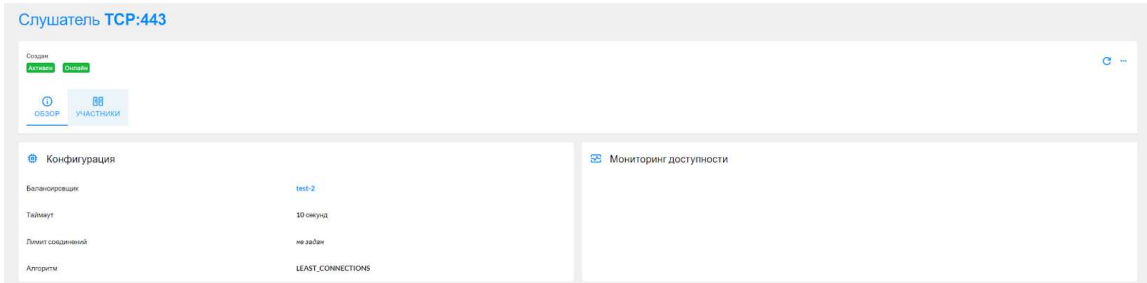 Слушатель TCP:443
Создан
Активен Онлайн
ОБЗОР УЧАСТНИКИ
Конфигурация
Балансировщик test-2
Таймаут 10 секунд
Лимит соединений не задан
Алгоритм LEAST_CONNECTIONS
Мониторинг доступности